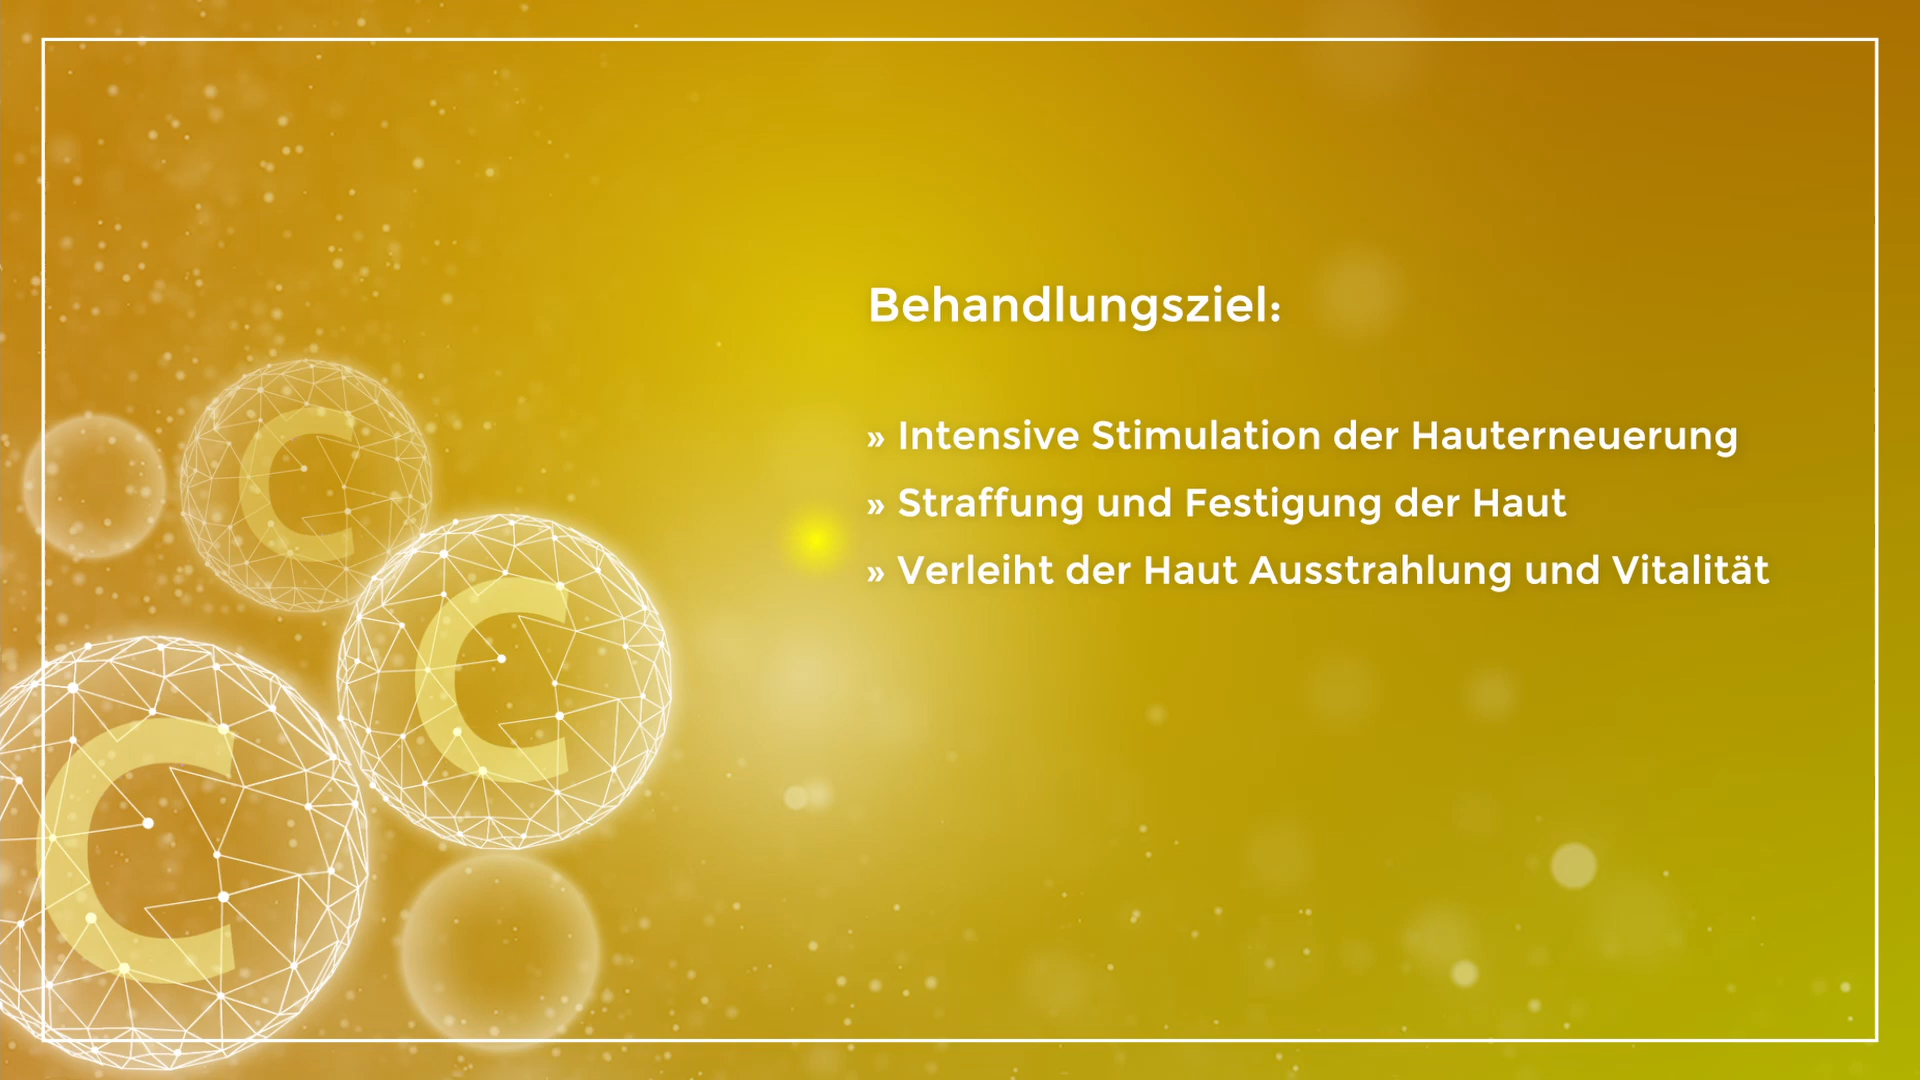 Behandlungsziel:
» Intensive Stimulation der Hauterneuerung
» Straffung und Festigung der Haut
» Verleiht der Haut Ausstrahlung und Vitalität
C
C
C